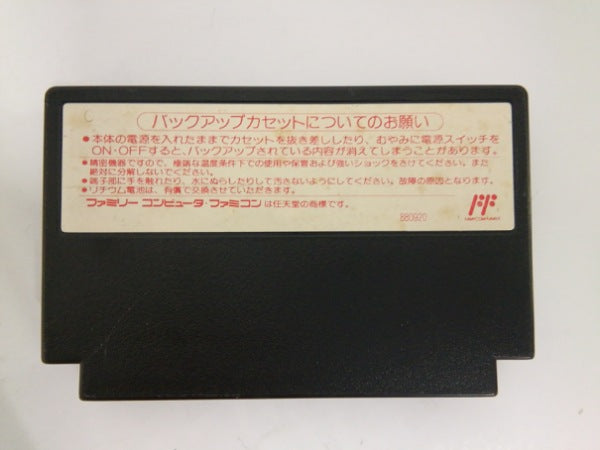 バックアップカセットについてのお願い
●本体の電源を入れたままでカセットを抜き差ししたり、むやみに電源スイッチを
ON・OFFすると、バックアップされている内容が消えてしまうことがあります。
●精密機器ですので、極端な温度条件下での使用や保管および強いショックをさけてください。また
絶対に分解しないでください。
●端子部に手を触れたり、水にぬらしたりして汚さないようにしてください。故障の原因となります。
●リチウム電池は、有償で交換させていただきます。
ファミリー コンピュータ・ファミコンは任天堂の商標です。
880920